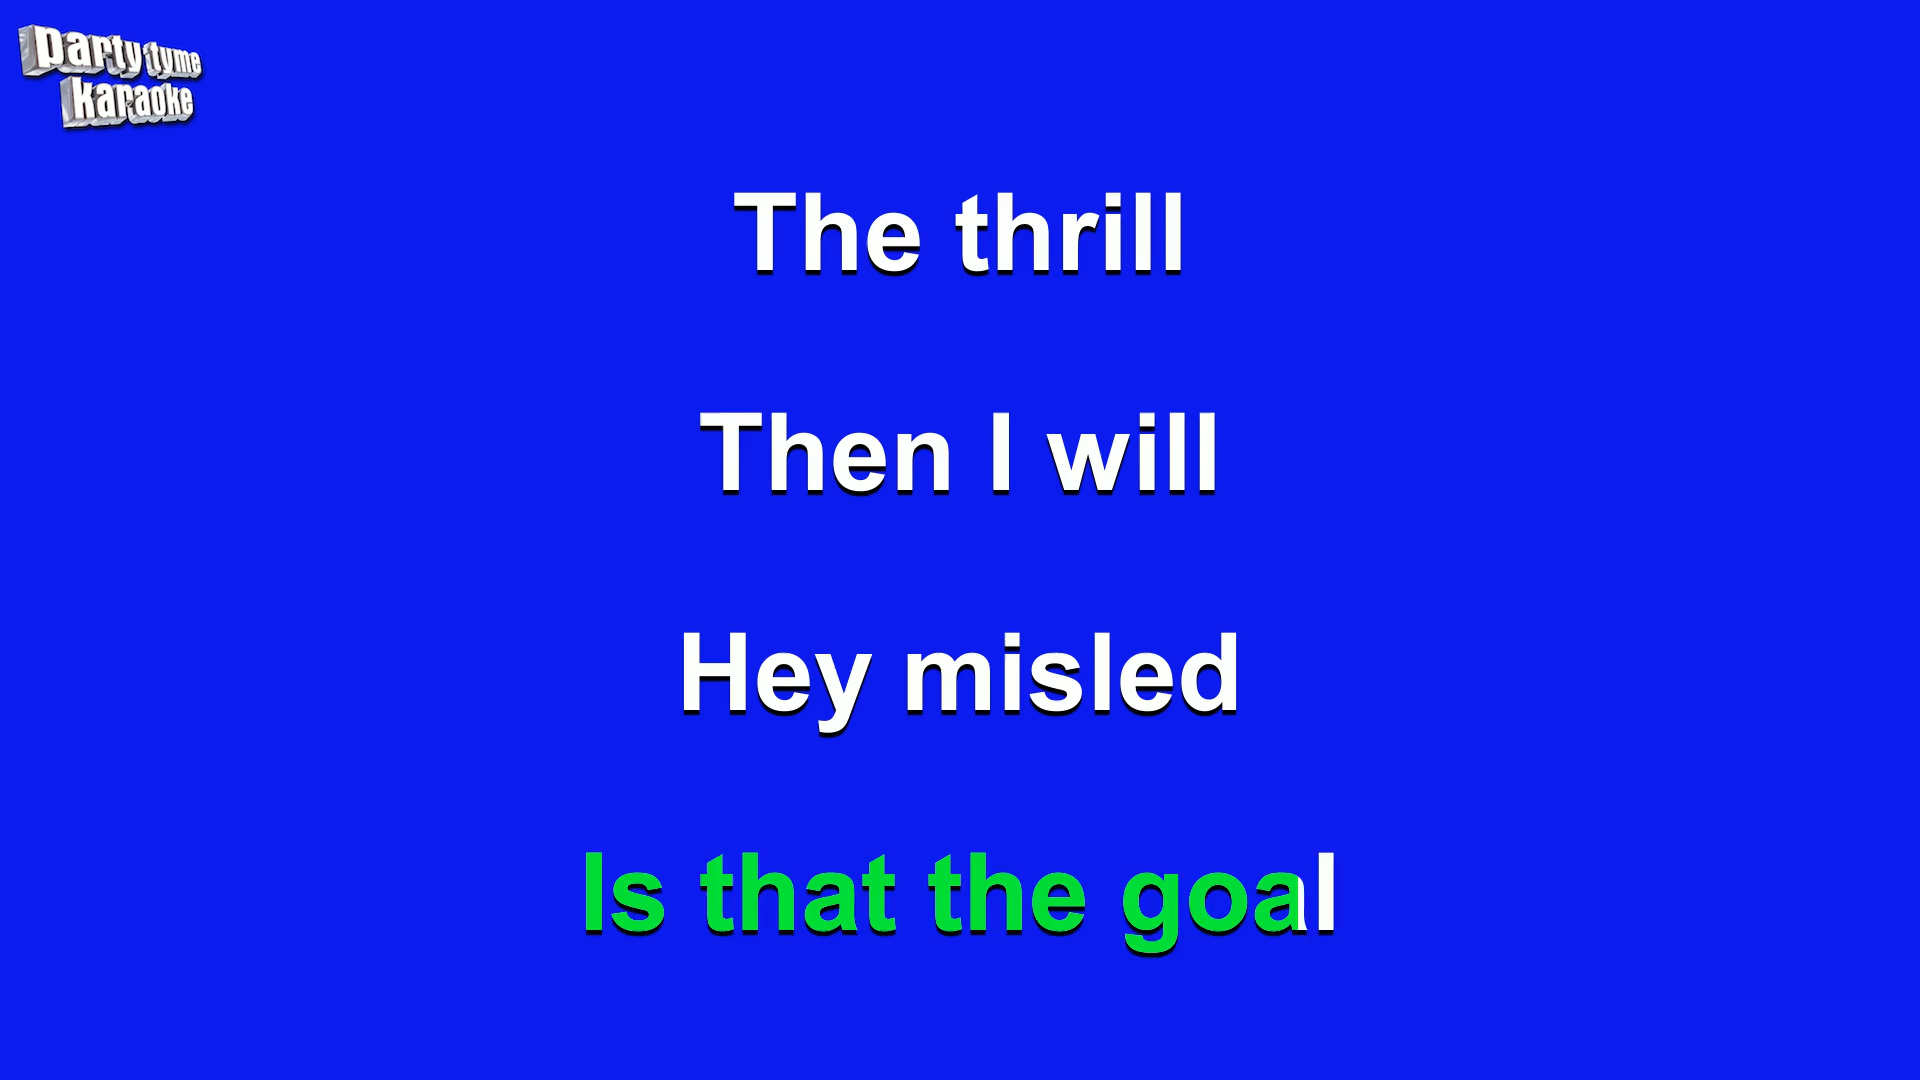 party tyme
karaoke
The thrill
Then I will
Hey misled
Is that the goal